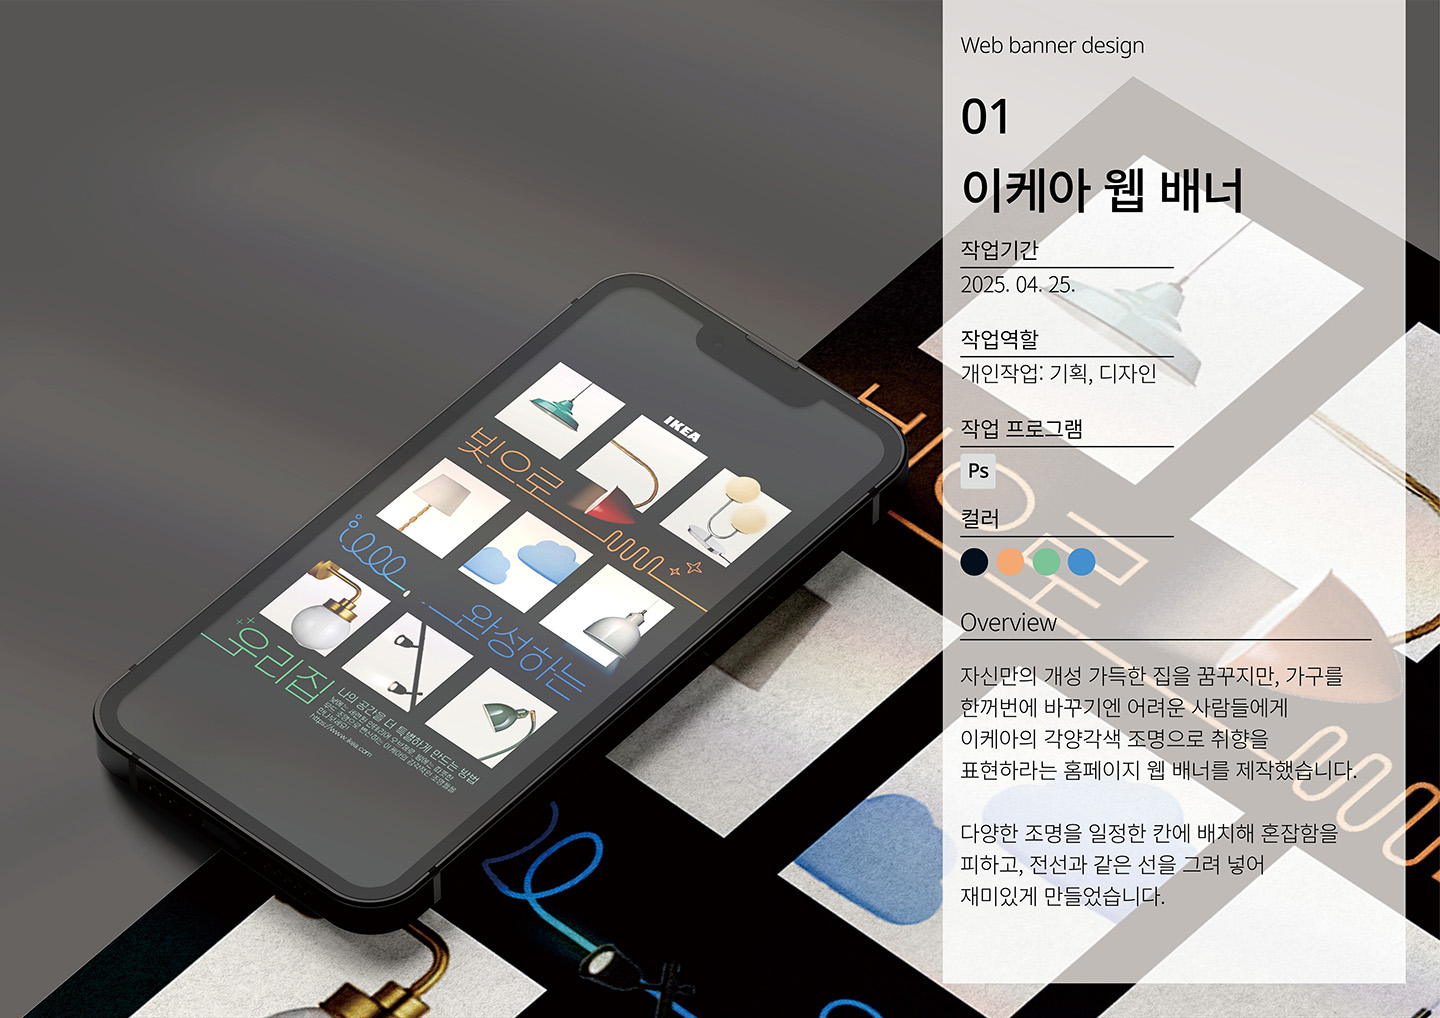 Web banner design
01
이케아 웹 배너
작업기간
2025. 04. 25.
작업역할
개인작업: 기획, 디자인
작업 프로그램
Ps
컬러
Overview
자신만의 개성 가득한 집을 꿈꾸지만, 가구를
한꺼번에 바꾸기엔 어려운 사람들에게
이케아의 각양각색 조명으로 취향을
표현하라는 홈페이지 웹 배너를 제작했습니다.
다양한 조명을 일정한 칸에 배치해 혼잡함을
피하고, 전선과 같은 선을 그려 넣어
재미있게 만들었습니다.
IKEA
빛으로
완성하는
우리집
나의 공간을 더 특별하게 만드는 방법
https://www.ikea.com
으로